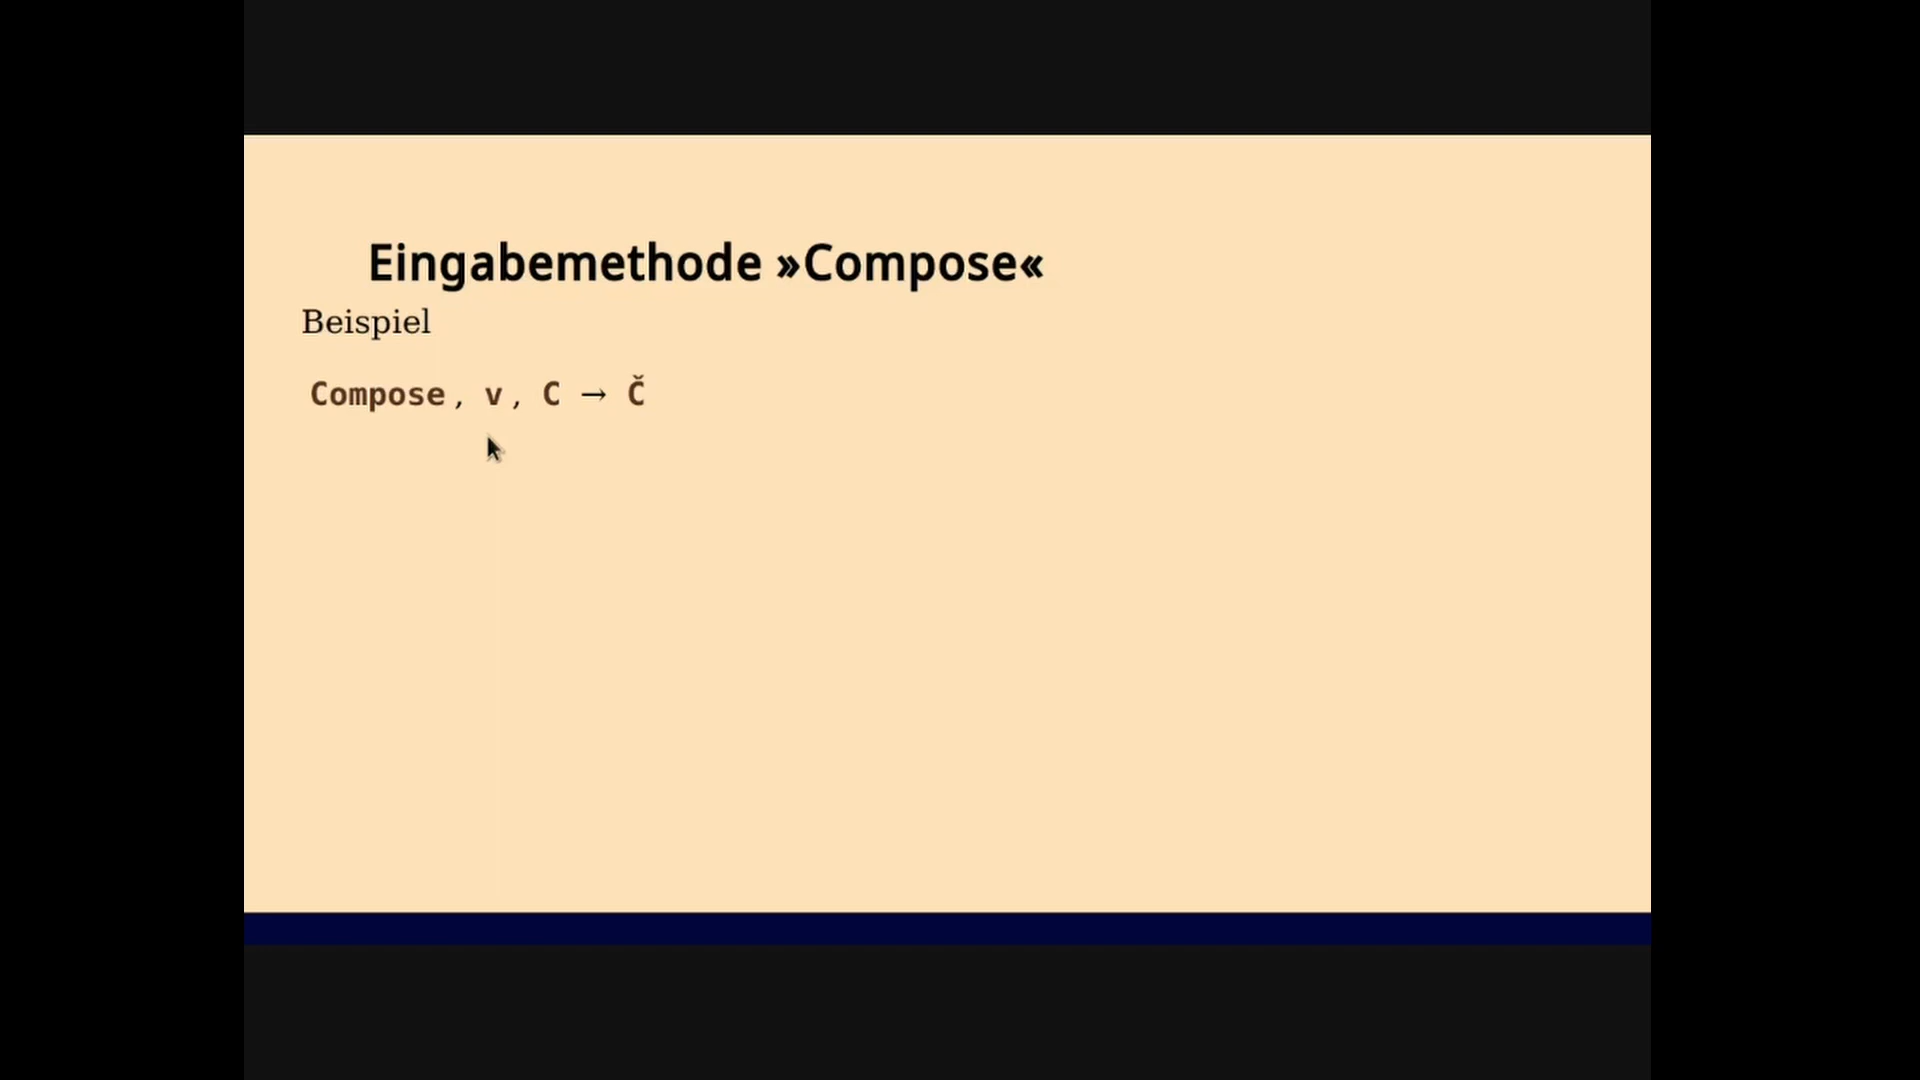 Eingabemethode »Compose«
Beispiel
Compose, v, C → Č